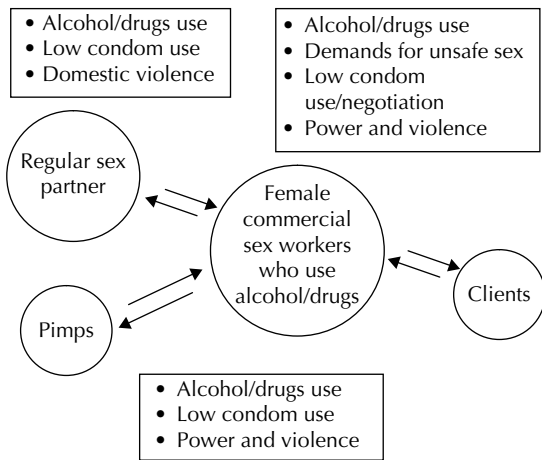 • Alcohol/drugs use
• Low condom use
• Domestic violence
• Alcohol/drugs use
• Demands for unsafe sex
• Low condom
use/negotiation
• Power and violence
Regular sex
partner
Female
commercial
sex workers
who use
alcohol/drugs
Clients
Pimps
• Alcohol/drugs use
• Low condom use
• Power and violence